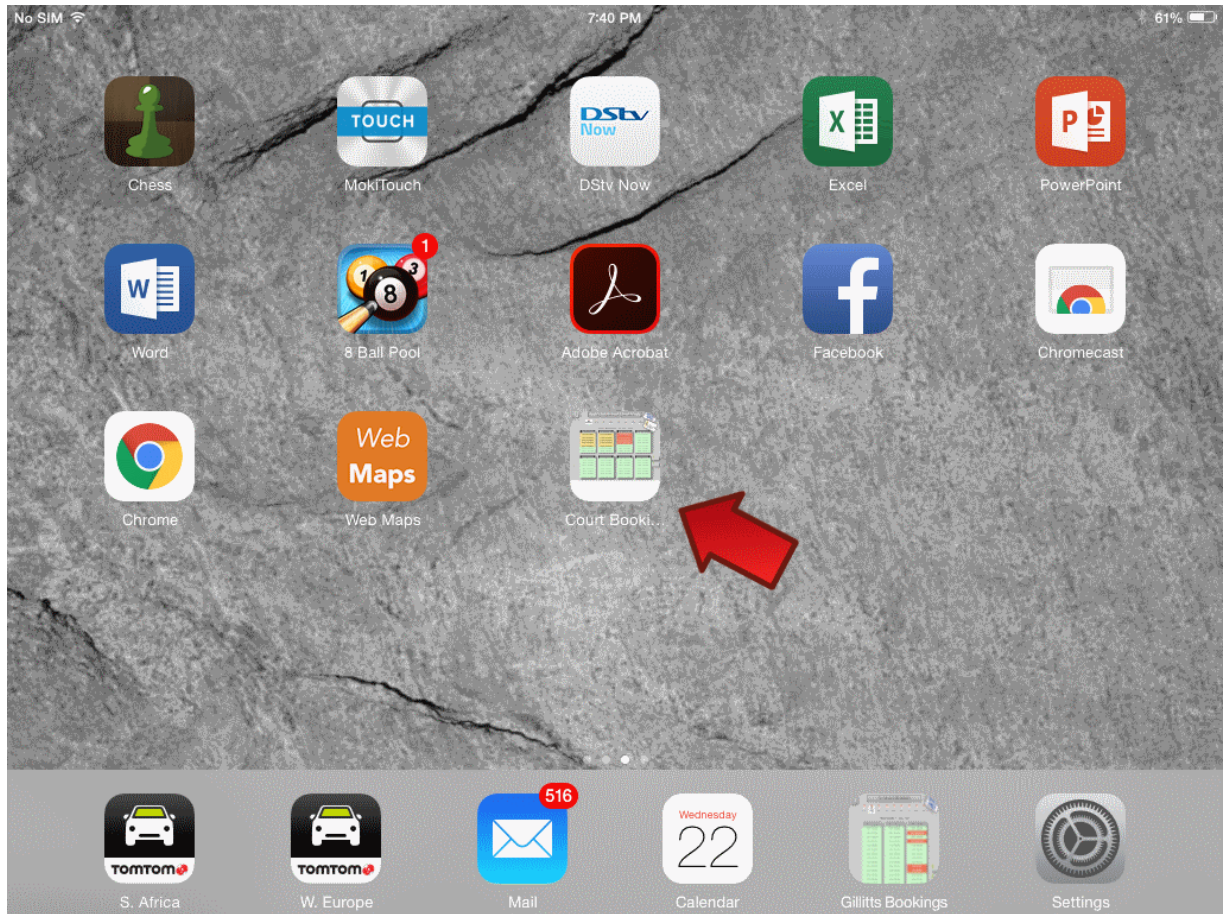 No SIM 7:40 PM 61%
TOUCH
DStv
Now
X
P
Chess MokiTouch DStv Now Excel PowerPoint
1
W
1 3
8
f
Word 8 Ball Pool Adobe Acrobat Facebook Chromecast
Web
Maps
Chrome Web Maps Court Booki...
516
Wednesday
22
TOMTOM TOMTOM
S. Africa W. Europe Mail Calendar Gillitts Bookings Settings